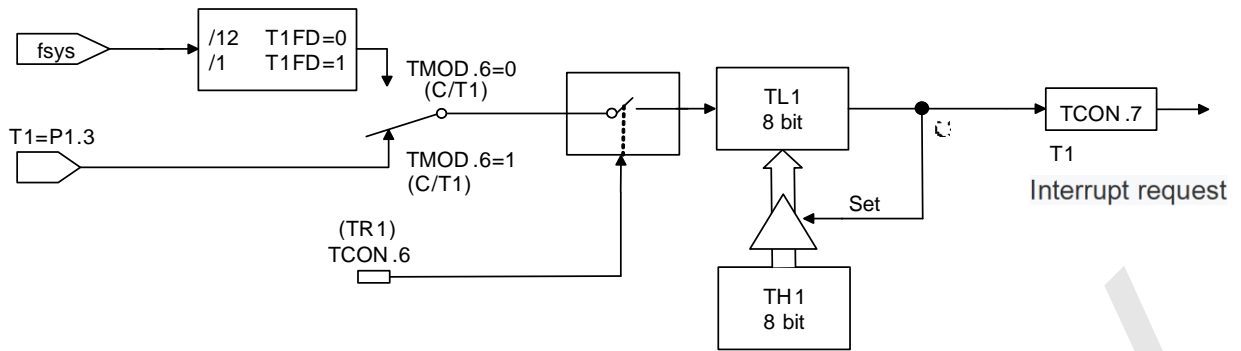 fsys
/12 T1FD=0
/1 T1FD=1
TMOD.6=0
(C/T1)
T1=P1.3
TMOD.6=1
(C/T1)
(TR1)
TCON.6
TL1
8 bit
Set
TH1
8 bit
TCON.7
T1
Interrupt request